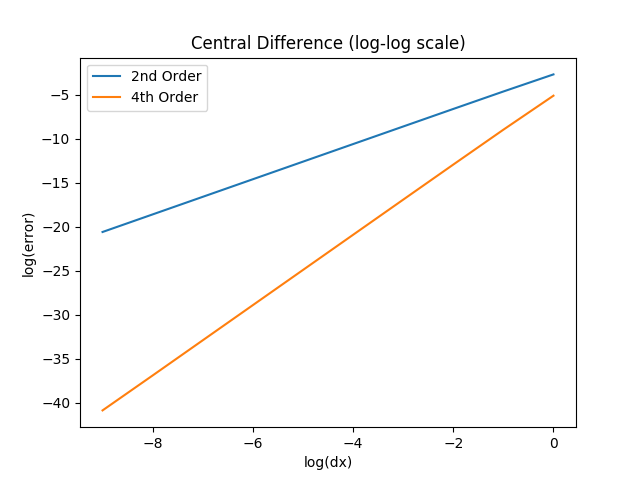 Central Difference (log-log scale)
2nd Order
4th Order
−5
−10
−15
−20
−25
−30
−35
−40
log(error)
−8
−6
−4
−2
0
log(dx)